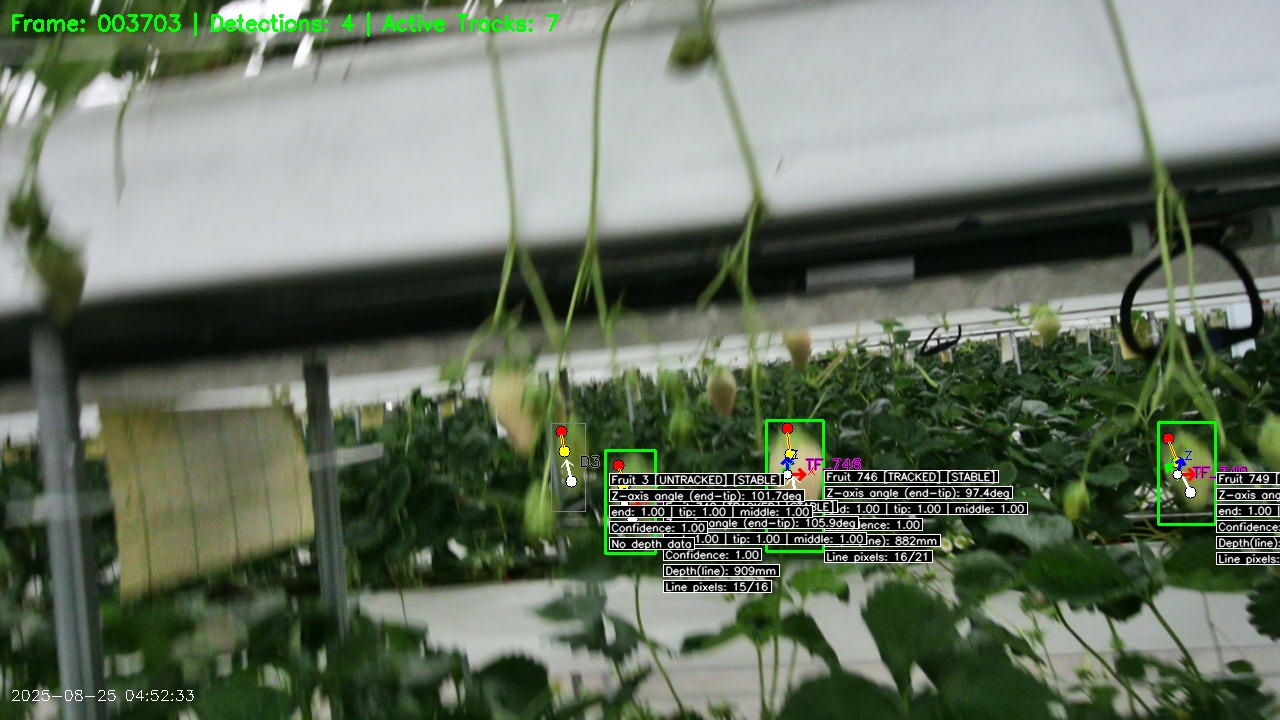 Frame: 003703 | Detections: 4 | Active Tracks: 7
D3
Z
TF_746
Fruit 3 [UNTRACKED] [STABLE]
Z-axis angle (end-tip): 101.7deg
end: 1.00 | tip: 1.00 | middle: 1.00
Confidence: 1.00
No depth data
angle (end-tip): 105.9deg
1.00 | tip: 1.00 | middle: 1.00
Confidence: 1.00
Depth(line): 909mm
Line pixels: 15/16
Fruit 746 [TRACKED] [STABLE]
Z-axis angle (end-tip): 97.4deg
d: 1.00 | tip: 1.00 | middle: 1.00
ence: 1.00
ne): 882mm
Line pixels: 16/21
Z
Fruit 749 [
Z-axis ang
end: 1.00
Confidence:
Depth(line):
Line pixels:
2025-08-25 04:52:33